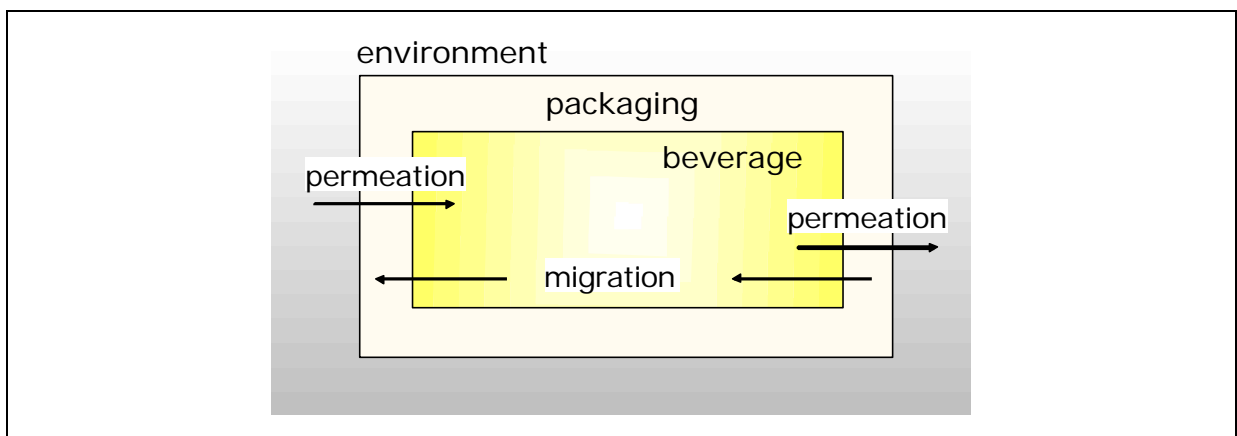 environment
packaging
beverage
permeation
permeation
migration